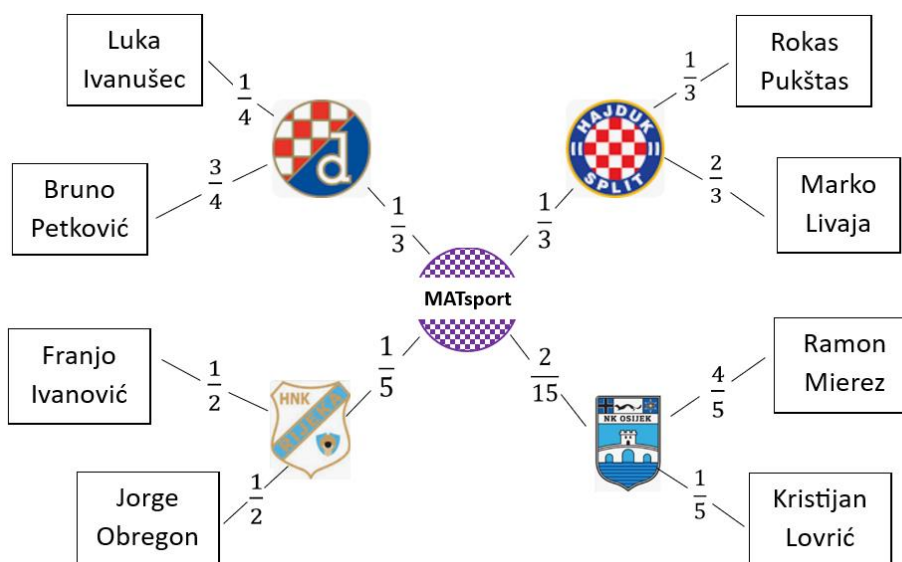 Luka
Ivanušec
1/4
Bruno
Petković
3/4
1/3
Rokas
Pukštas
1/3
HAJDUK
SPLIT
Marko
Livaja
2/3
1/3
MATsport
Franjo
Ivanović
1/2
HNK
RIJEKA
1/5
Jorge
Obregon
1/2
2/15
NK OSIJEK
Ramon
Mierez
4/5
Kristijan
Lovrić
1/5